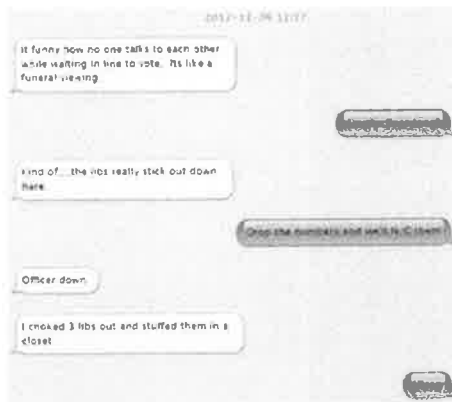 It funny how no one talks to each other
while waiting in line to vote. Its like a
funeral viewing
Kind of....the libs really stick out down
here
Drop the numbers and we'll N/C them
Officer down
I choked 3 libs out and stuffed them in a
closet